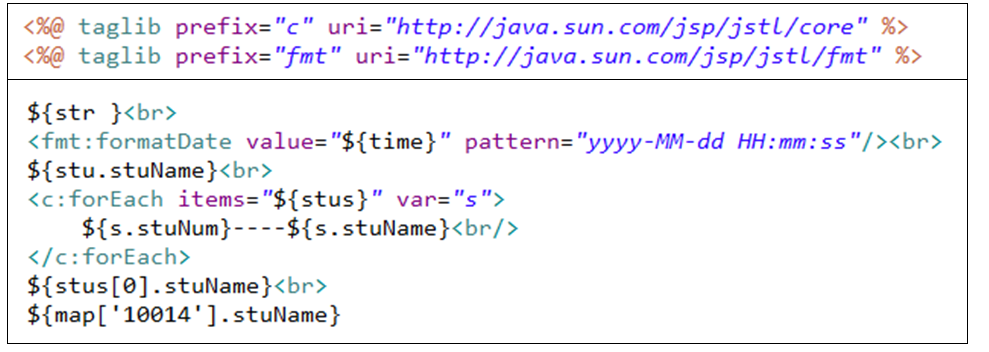 <%@ taglib prefix="c" uri="http://java.sun.com/jsp/jstl/core" %>
<%@ taglib prefix="fmt" uri="http://java.sun.com/jsp/jstl/fmt" %>
${str }<br>
<fmt:formatDate value="${time}" pattern="yyyy-MM-dd HH:mm:ss"/><br>
${stu.stuName}<br>
<c:forEach items="${stus}" var="s">
    ${s.stuNum}----${s.stuName}<br/>
</c:forEach>
${stus[0].stuName}<br>
${map['10014'].stuName}